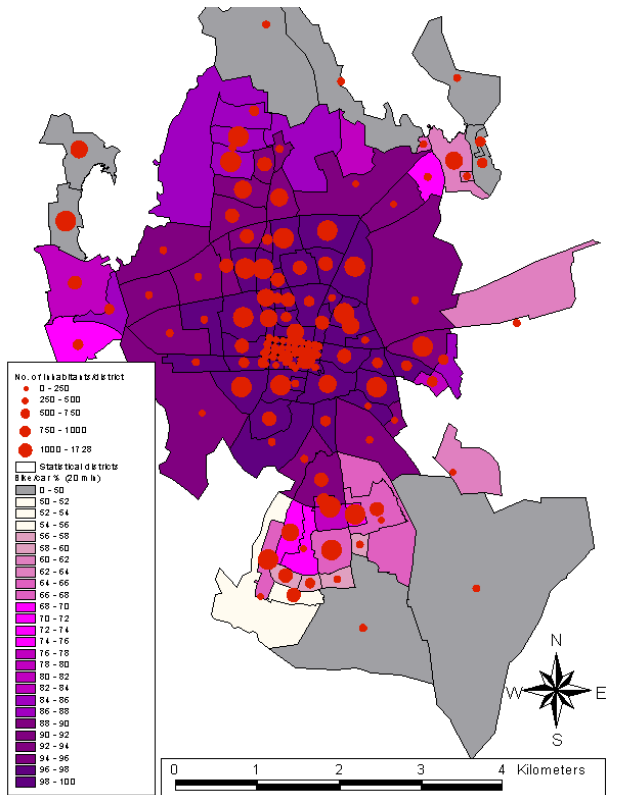 No. of Inhabitants/district
0 - 250
250 - 500
500 - 750
750 - 1000
1000 - 1728
Statistical districts
Bike/car % (20 min)
0 - 50
50 - 52
52 - 54
54 - 56
56 - 58
58 - 60
60 - 62
62 - 64
64 - 66
66 - 68
68 - 70
70 - 72
72 - 74
74 - 76
76 - 78
78 - 80
80 - 82
82 - 84
84 - 86
86 - 88
88 - 90
90 - 92
92 - 94
94 - 96
96 - 98
98 - 100
N
W E
S
0 1 2 3 4 Kilometers